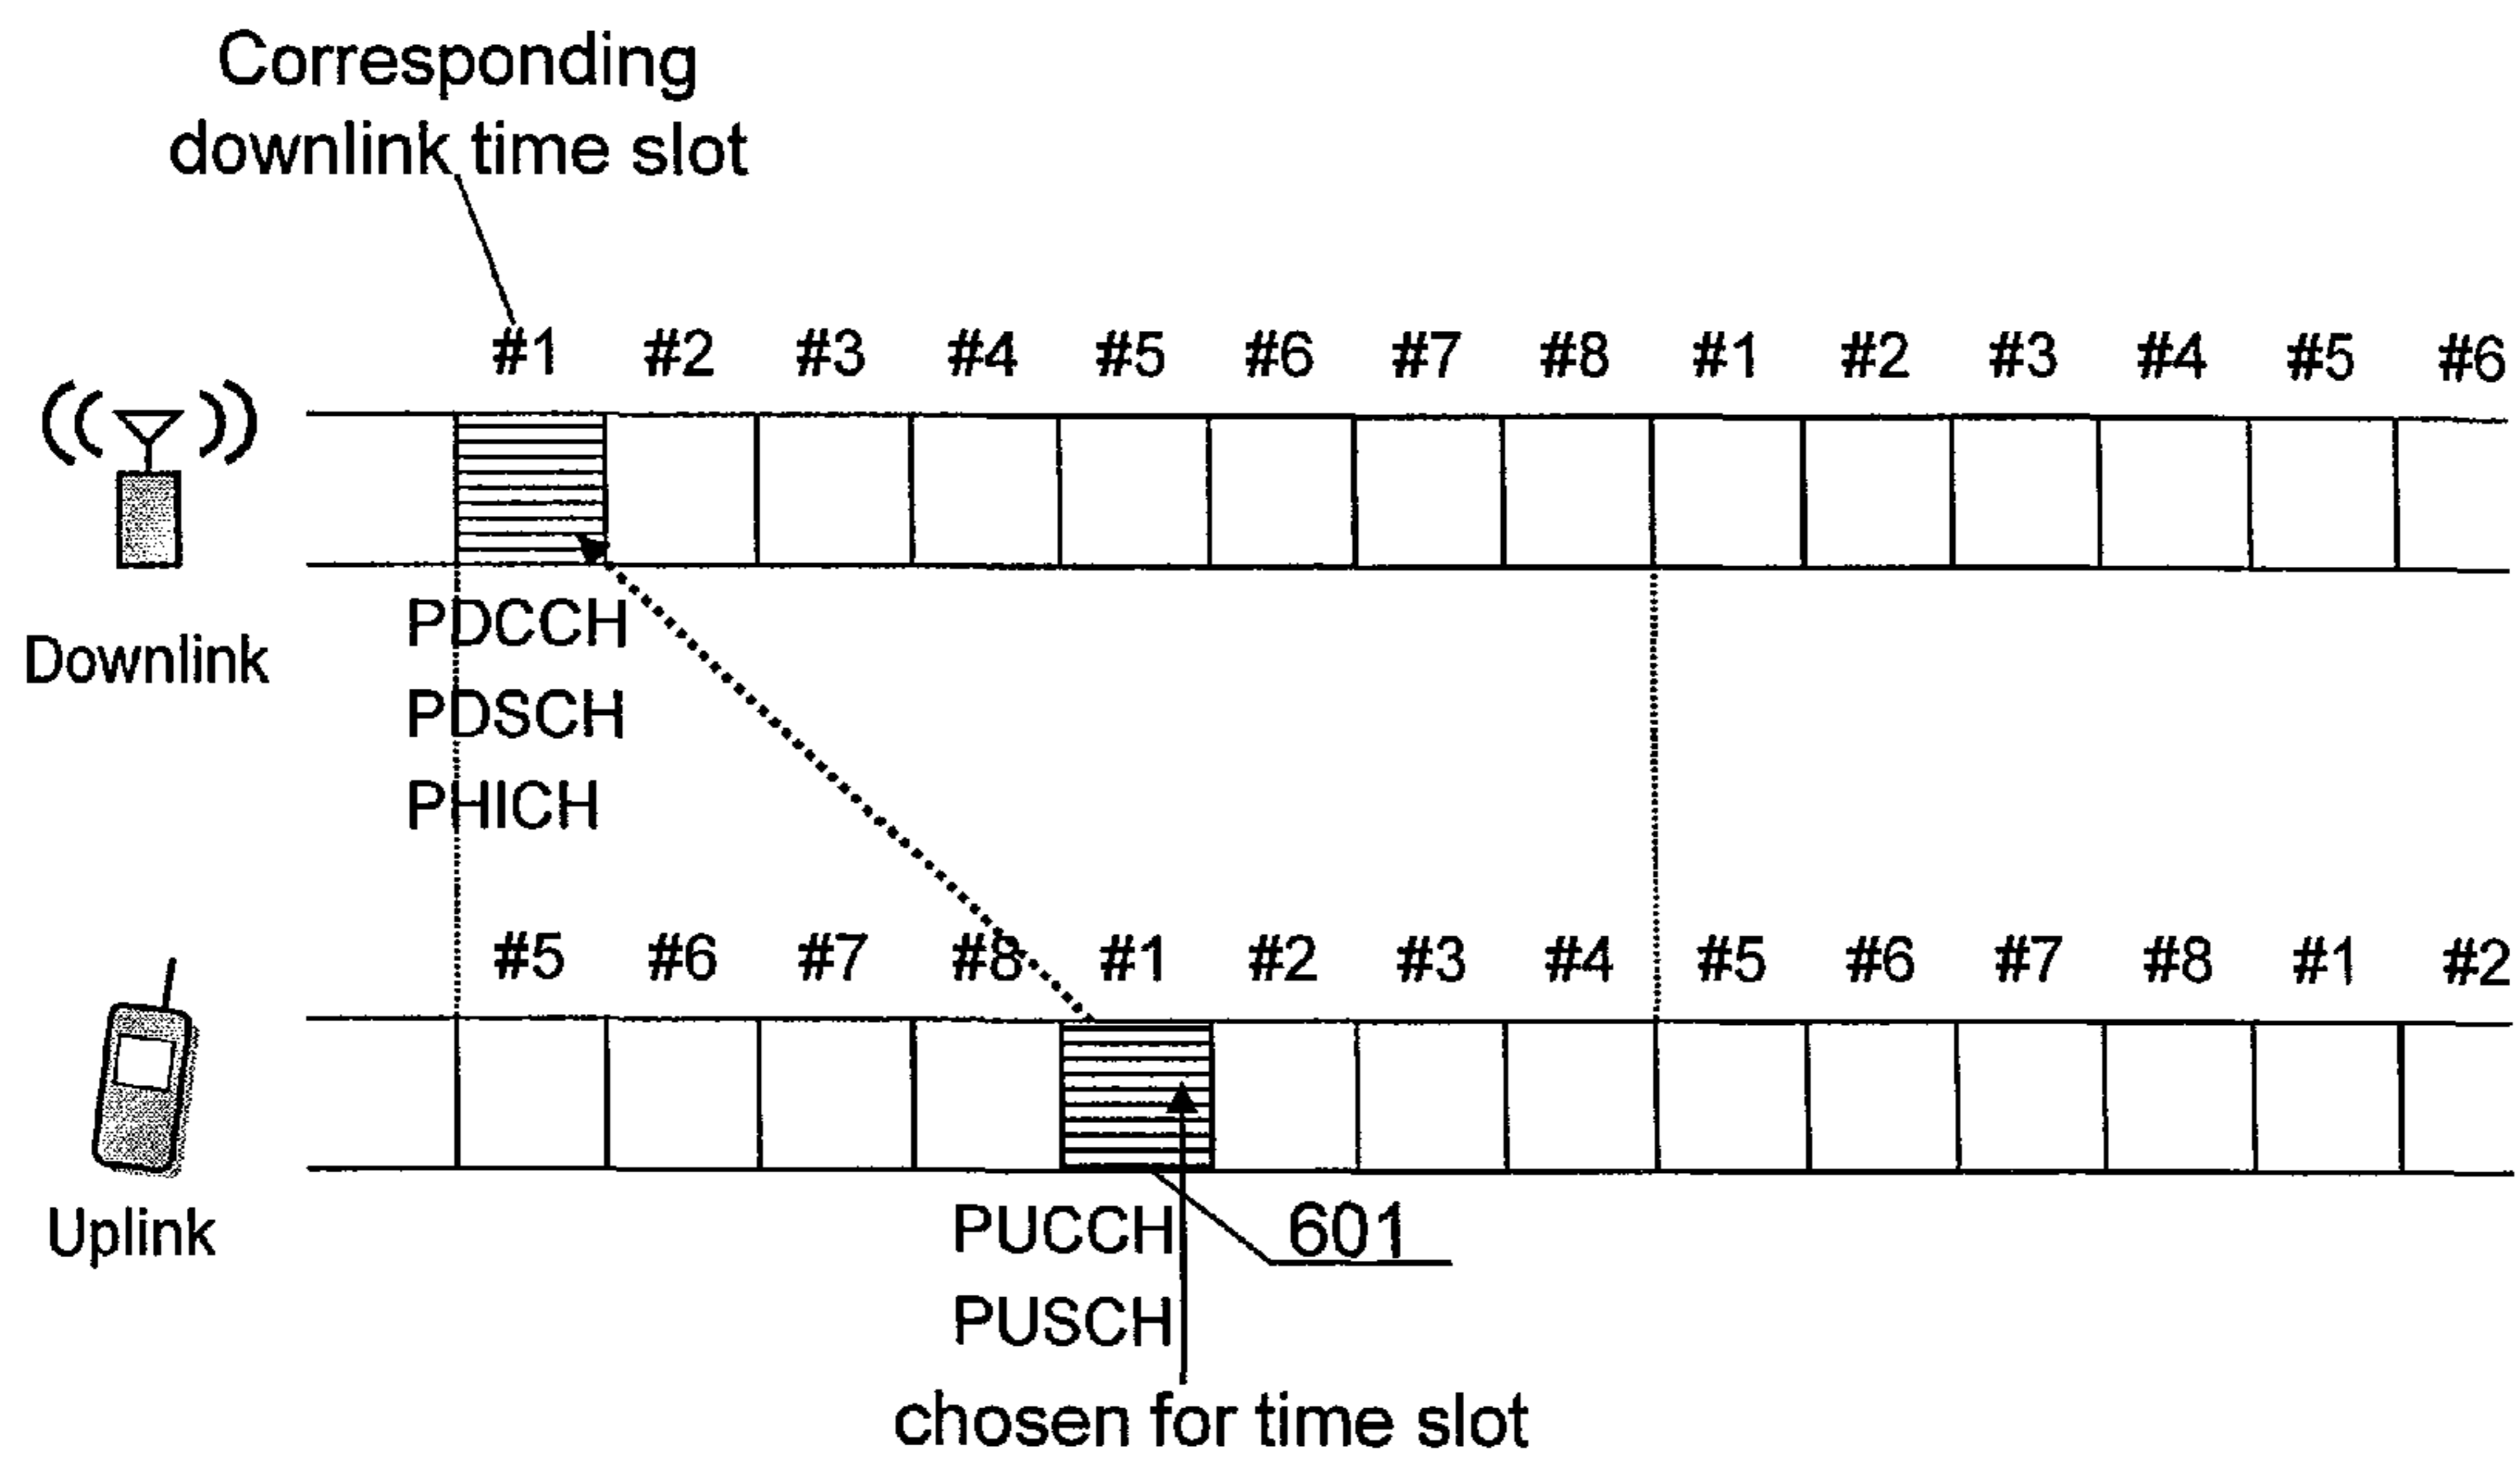 Corresponding
downlink time slot
#1 #2 #3 #4 #5 #6 #7 #8 #1 #2 #3 #4 #5 #6
Downlink
PDCCH
PDSCH
PHICH
#5 #6 #7 #8 #1 #2 #3 #4 #5 #6 #7 #8 #1 #2
Uplink
PUCCH
601
PUSCH
chosen for time slot